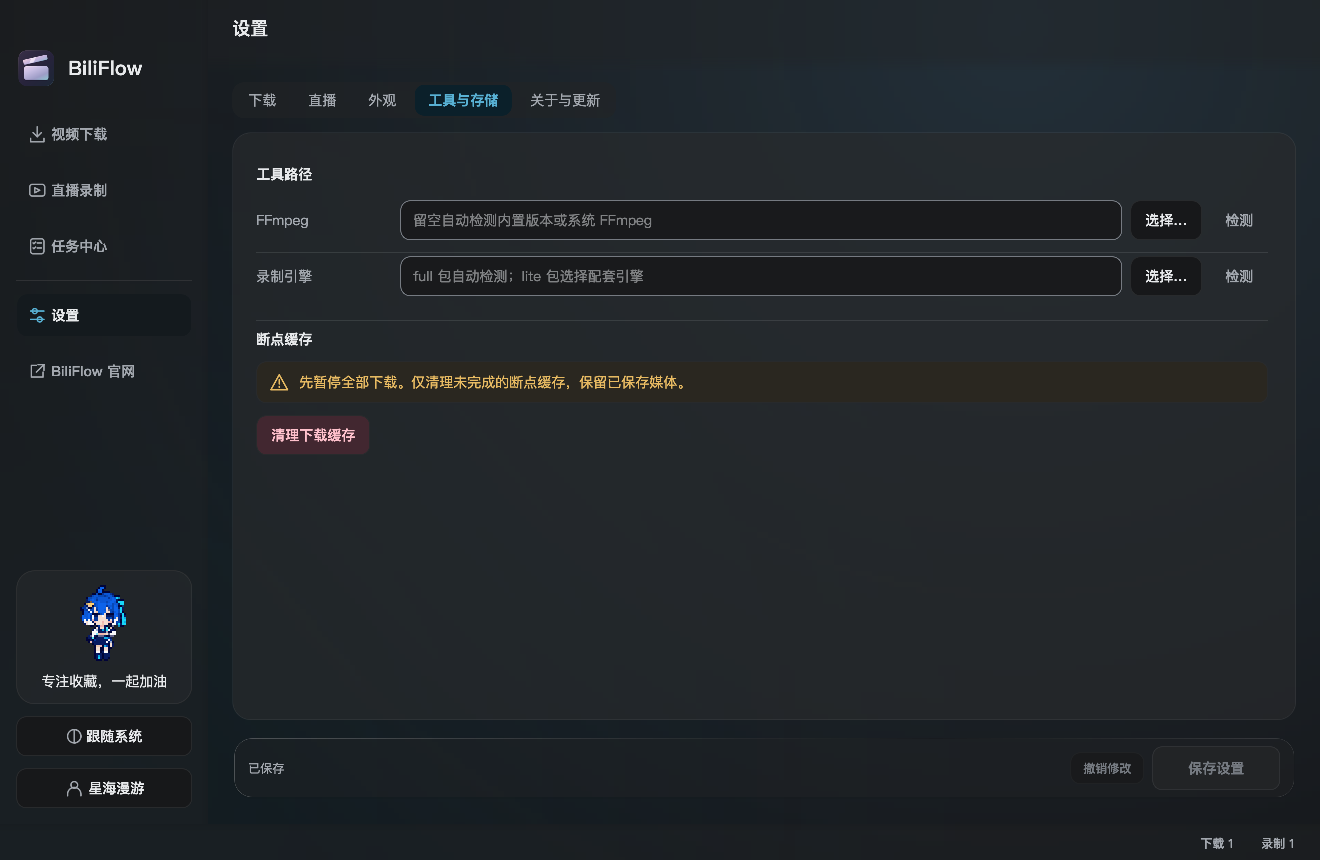 设置
BiliFlow
视频下载
直播录制
任务中心
设置
BiliFlow 官网
专注收藏，一起加油
跟随系统
星海漫游
下载 直播 外观 工具与存储 关于与更新
工具路径
FFmpeg 留空自动检测内置版本或系统 FFmpeg 选择... 检测
录制引擎 full 包自动检测；lite 包选择配套引擎 选择... 检测
断点缓存
先暂停全部下载。仅清理未完成的断点缓存，保留已保存媒体。
清理下载缓存
已保存 撤销修改 保存设置
下载 1 录制 1